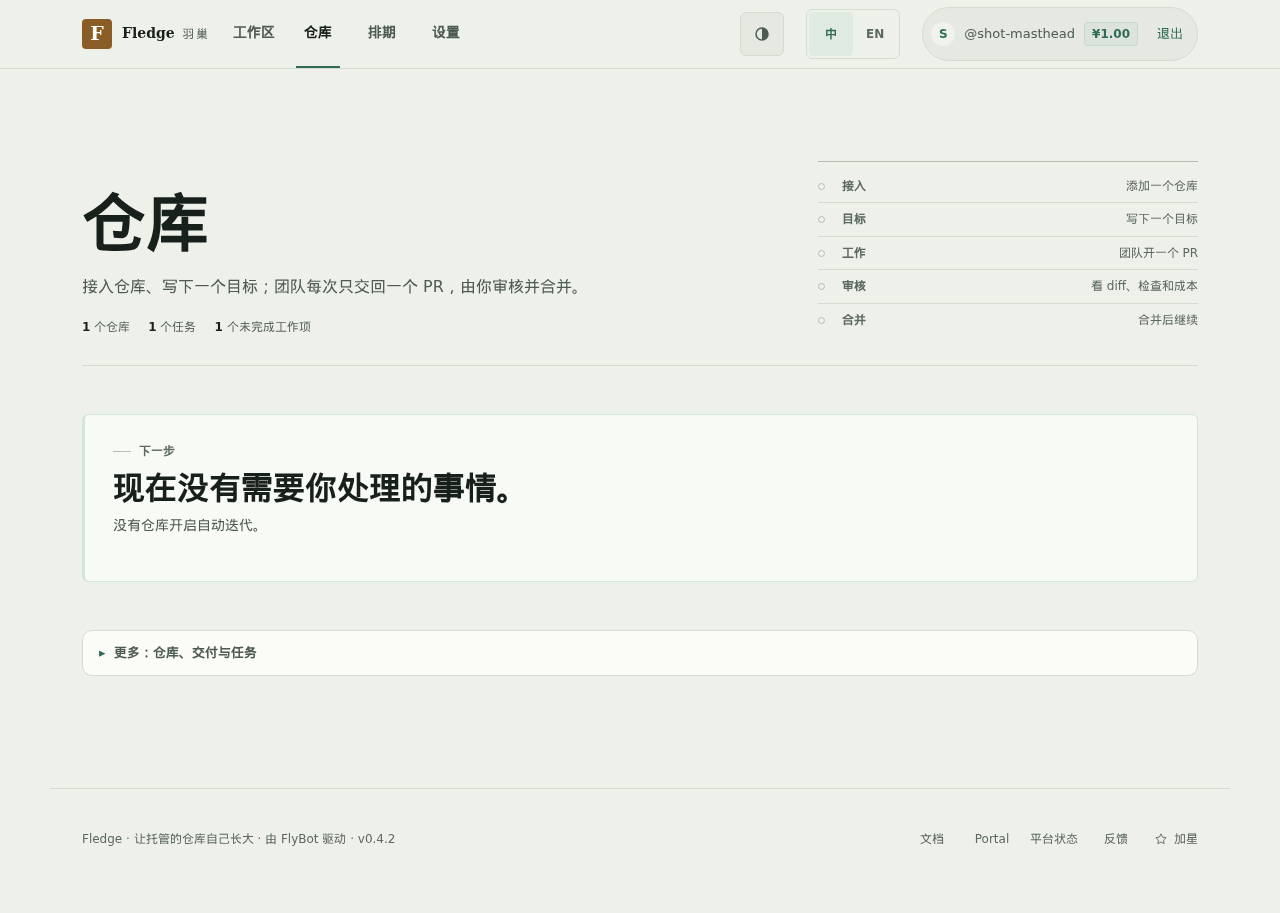 F Fledge 羽巢 工作区 仓库 排期 设置 中 EN S @shot-masthead ¥1.00 退出
仓库
接入仓库、写下一个目标；团队每次只交回一个 PR，由你审核并合并。
1 个仓库 1 个任务 1 个未完成工作项
接入 添加一个仓库
目标 写下一个目标
工作 团队开一个 PR
审核 看 diff、检查和成本
合并 合并后继续
下一步
现在没有需要你处理的事情。
没有仓库开启自动迭代。
更多：仓库、交付与任务
Fledge · 让托管的仓库自己长大 · 由 FlyBot 驱动 · v0.4.2 文档 Portal 平台状态 反馈 加星